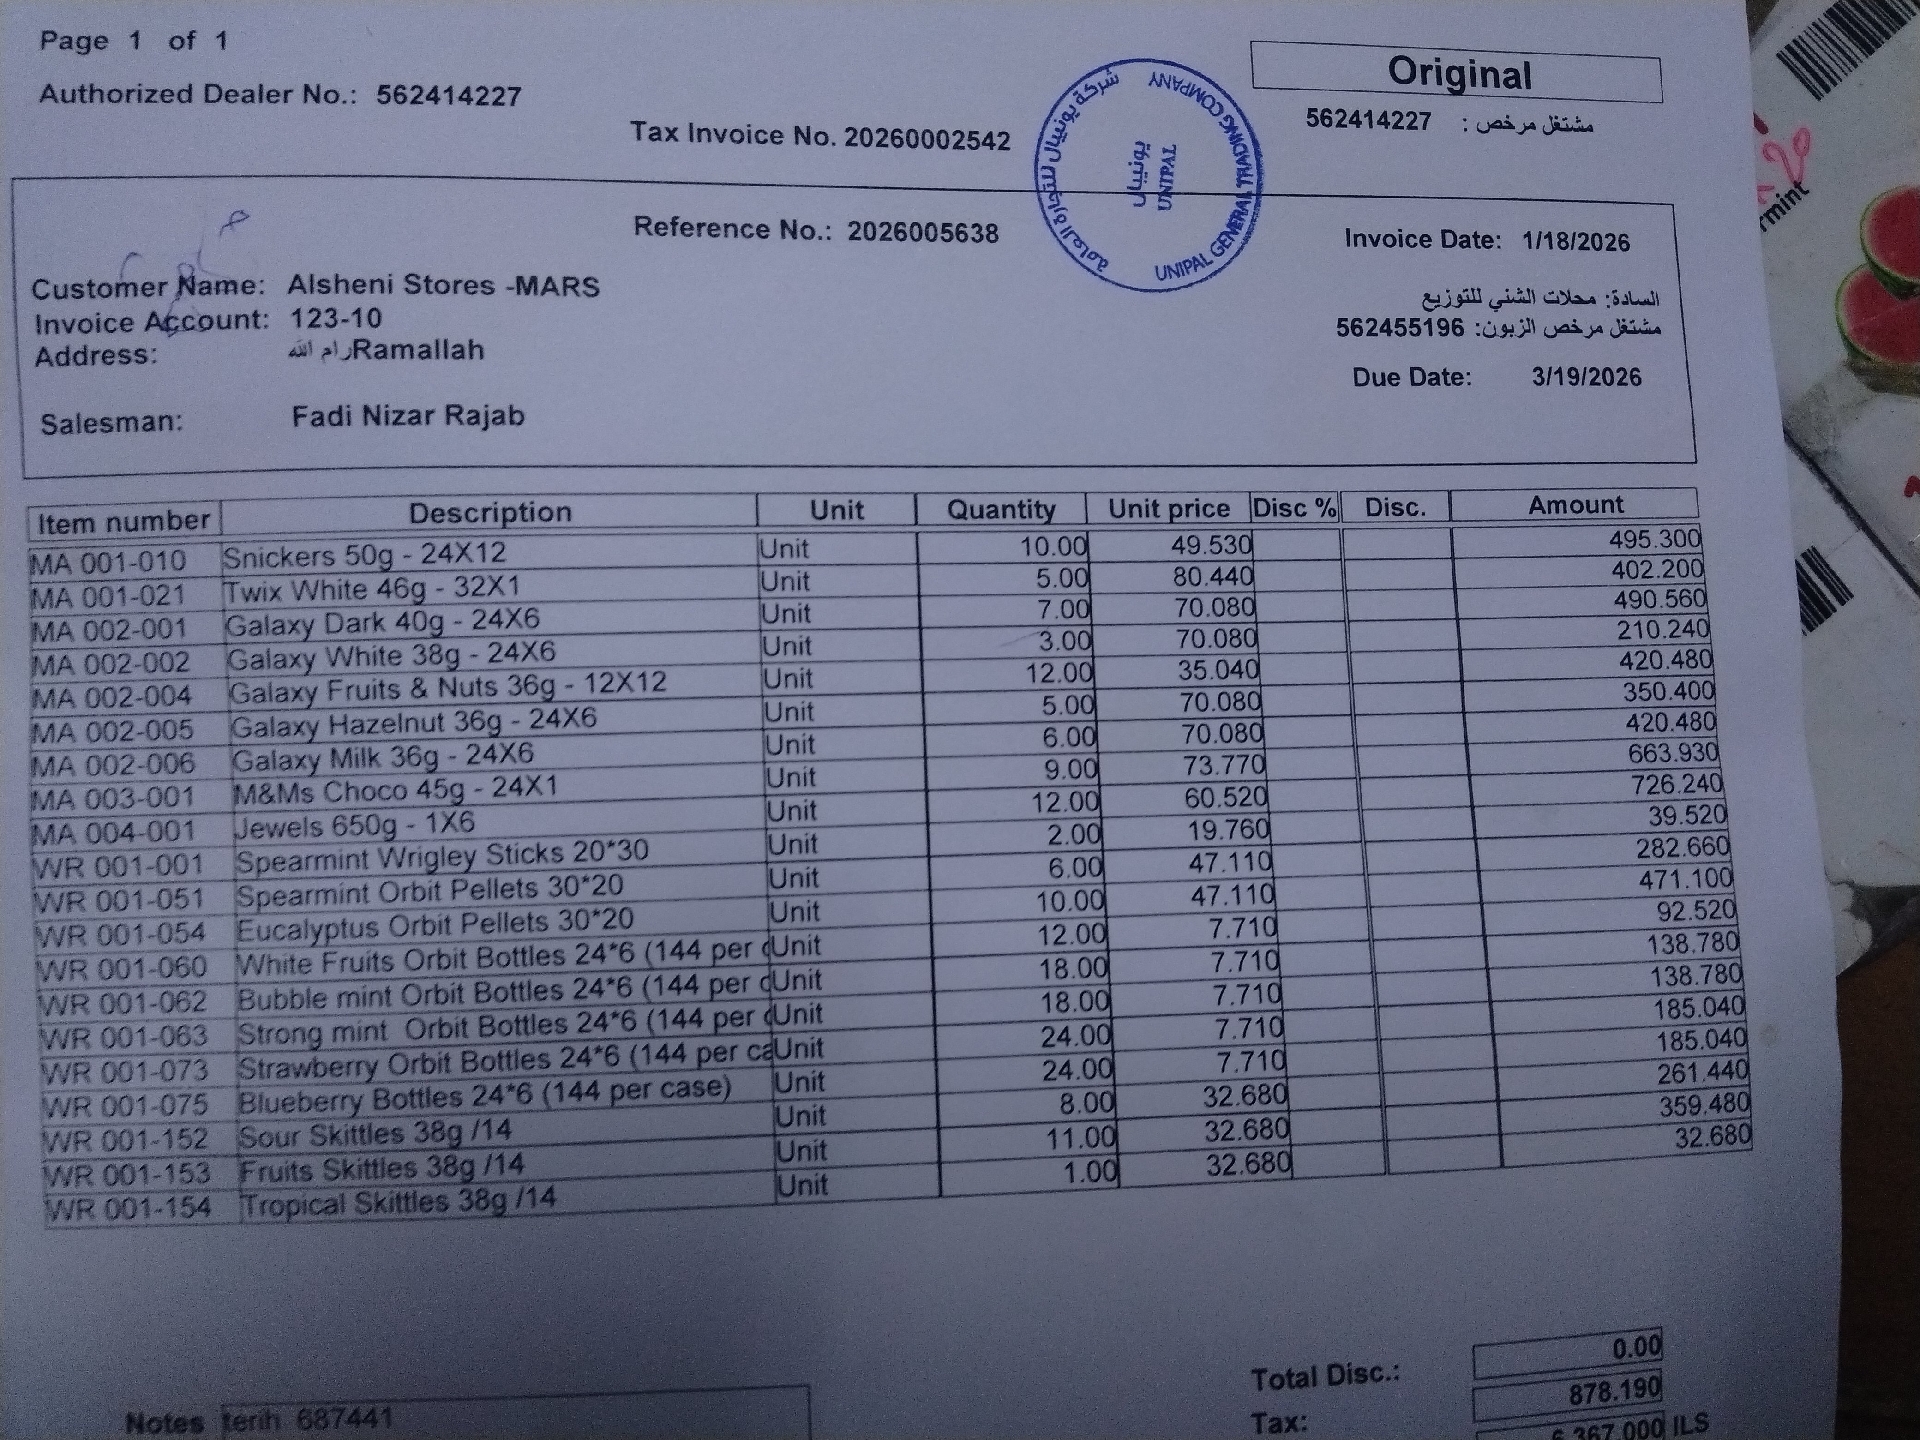 Page 1 of 1
Authorized Dealer No.: 562414227
Original
مشتغل مرخص : 562414227
Tax Invoice No. 20260002542
شركة يونيبال للتجارة العامة
يونيبال
UNIPAL
UNIPAL GENERAL TRADING COMPANY
Reference No.: 2026005638
Invoice Date: 1/18/2026
Customer Name: Alsheni Stores -MARS
السادة: محلات الشني للتوزيع
Invoice Account: 123-10
مشتغل مرخص الزبون: 562455196
Address: رام الله Ramallah
Due Date: 3/19/2026
Salesman: Fadi Nizar Rajab
Item number Description Unit Quantity Unit price Disc % Disc. Amount
MA 001-010 Snickers 50g - 24X12 Unit 10.00 49.530 495.300
MA 001-021 Twix White 46g - 32X1 Unit 5.00 80.440 402.200
MA 002-001 Galaxy Dark 40g - 24X6 Unit 7.00 70.080 490.560
MA 002-002 Galaxy White 38g - 24X6 Unit 3.00 70.080 210.240
MA 002-004 Galaxy Fruits & Nuts 36g - 12X12 Unit 12.00 35.040 420.480
MA 002-005 Galaxy Hazelnut 36g - 24X6 Unit 5.00 70.080 350.400
MA 002-006 Galaxy Milk 36g - 24X6 Unit 6.00 70.080 420.480
MA 003-001 M&Ms Choco 45g - 24X1 Unit 9.00 73.770 663.930
MA 004-001 Jewels 650g - 1X6 Unit 12.00 60.520 726.240
WR 001-001 Spearmint Wrigley Sticks 20*30 Unit 2.00 19.760 39.520
WR 001-051 Spearmint Orbit Pellets 30*20 Unit 6.00 47.110 282.660
WR 001-054 Eucalyptus Orbit Pellets 30*20 Unit 10.00 47.110 471.100
WR 001-060 White Fruits Orbit Bottles 24*6 (144 per c Unit 12.00 7.710 92.520
WR 001-062 Bubble mint Orbit Bottles 24*6 (144 per c Unit 18.00 7.710 138.780
WR 001-063 Strong mint Orbit Bottles 24*6 (144 per c Unit 18.00 7.710 138.780
WR 001-073 Strawberry Orbit Bottles 24*6 (144 per ca Unit 24.00 7.710 185.040
WR 001-075 Blueberry Bottles 24*6 (144 per case) Unit 24.00 7.710 185.040
WR 001-152 Sour Skittles 38g /14 Unit 8.00 32.680 261.440
WR 001-153 Fruits Skittles 38g /14 Unit 11.00 32.680 359.480
WR 001-154 Tropical Skittles 38g /14 Unit 1.00 32.680 32.680
Total Disc.: 0.00
Tax: 878.190
6,367.000 ILS
Notes terih 687441